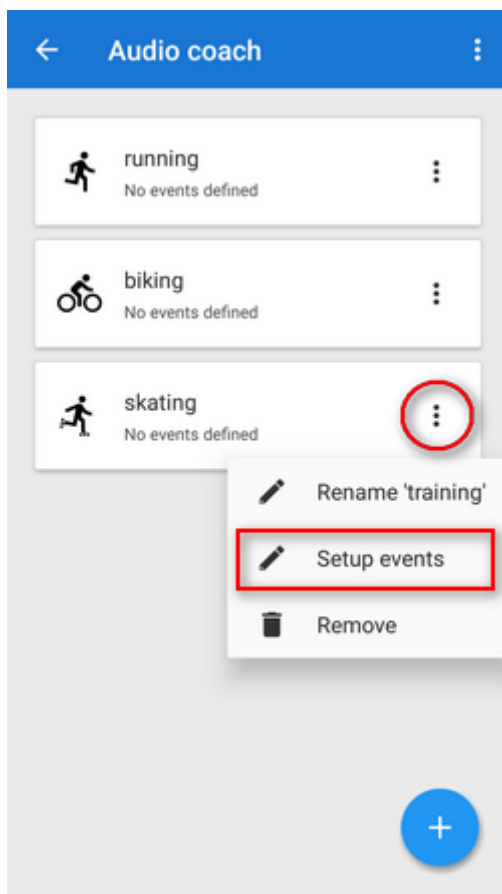 Audio coach
running
No events defined
biking
No events defined
skating
No events defined
Rename 'training'
Setup events
Remove